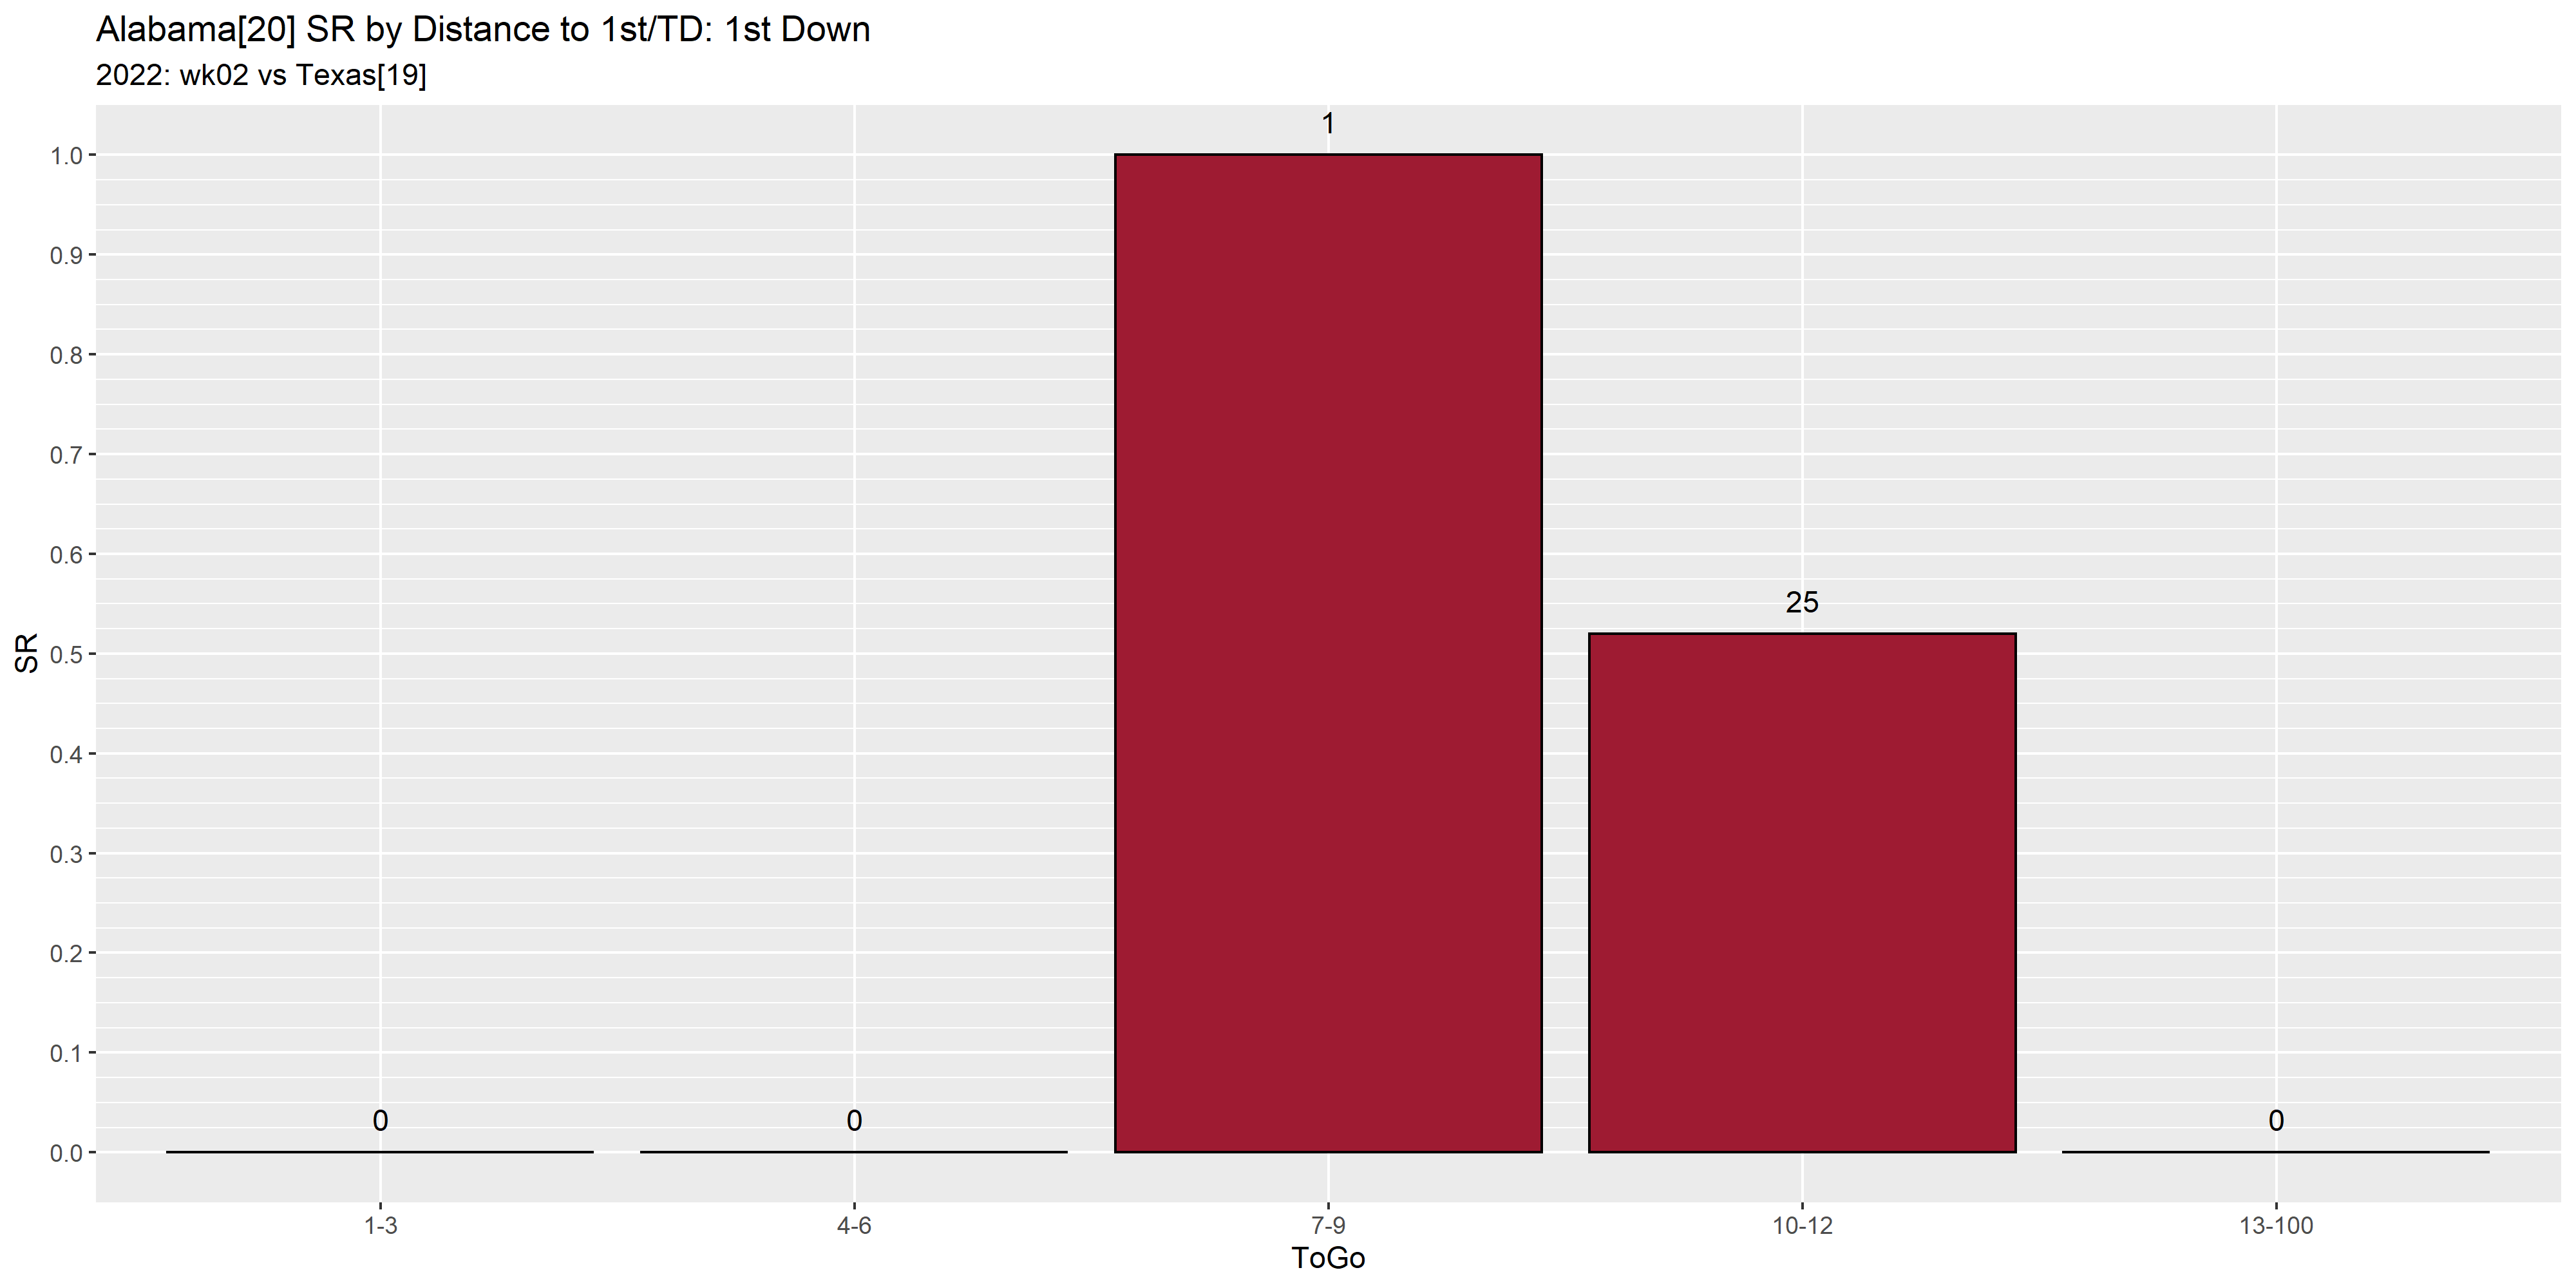 Alabama[20] SR by Distance to 1st/TD: 1st Down
2022: wk02 vs Texas[19]
1
1.0
0.9
0.8
0.7
25
0.6
0.5
SR
0.4
0.3
0.2
0.1
0 0 0
0.0
1-3 4-6 7-9 10-12 13-100
ToGo